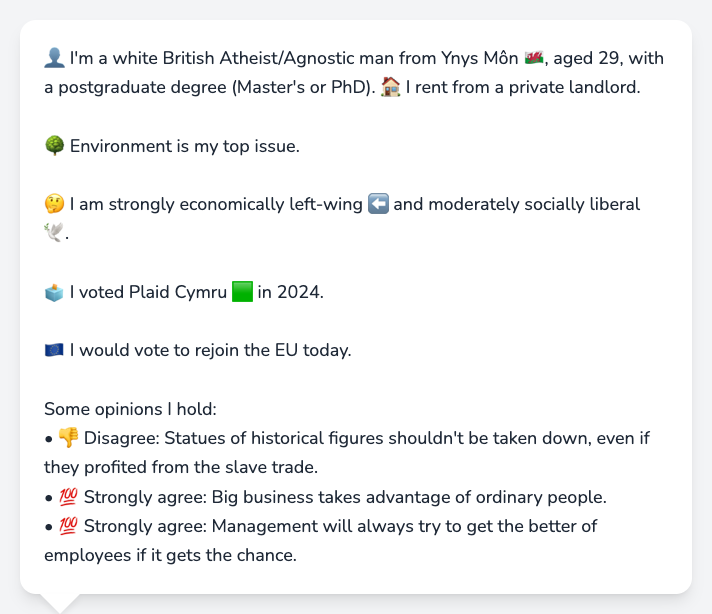 👤 I'm a white British Atheist/Agnostic man from Ynys Môn 🏴󠁧󠁢󠁷󠁬󠁳󠁿, aged 29, with
a postgraduate degree (Master's or PhD). 🏠 I rent from a private landlord.
🌳 Environment is my top issue.
🤔 I am strongly economically left-wing ⬅️ and moderately socially liberal
🕊️.
🗳️ I voted Plaid Cymru 🟩 in 2024.
🇪🇺 I would vote to rejoin the EU today.
Some opinions I hold:
• 👎 Disagree: Statues of historical figures shouldn't be taken down, even if
they profited from the slave trade.
• 💯 Strongly agree: Big business takes advantage of ordinary people.
• 💯 Strongly agree: Management will always try to get the better of
employees if it gets the chance.